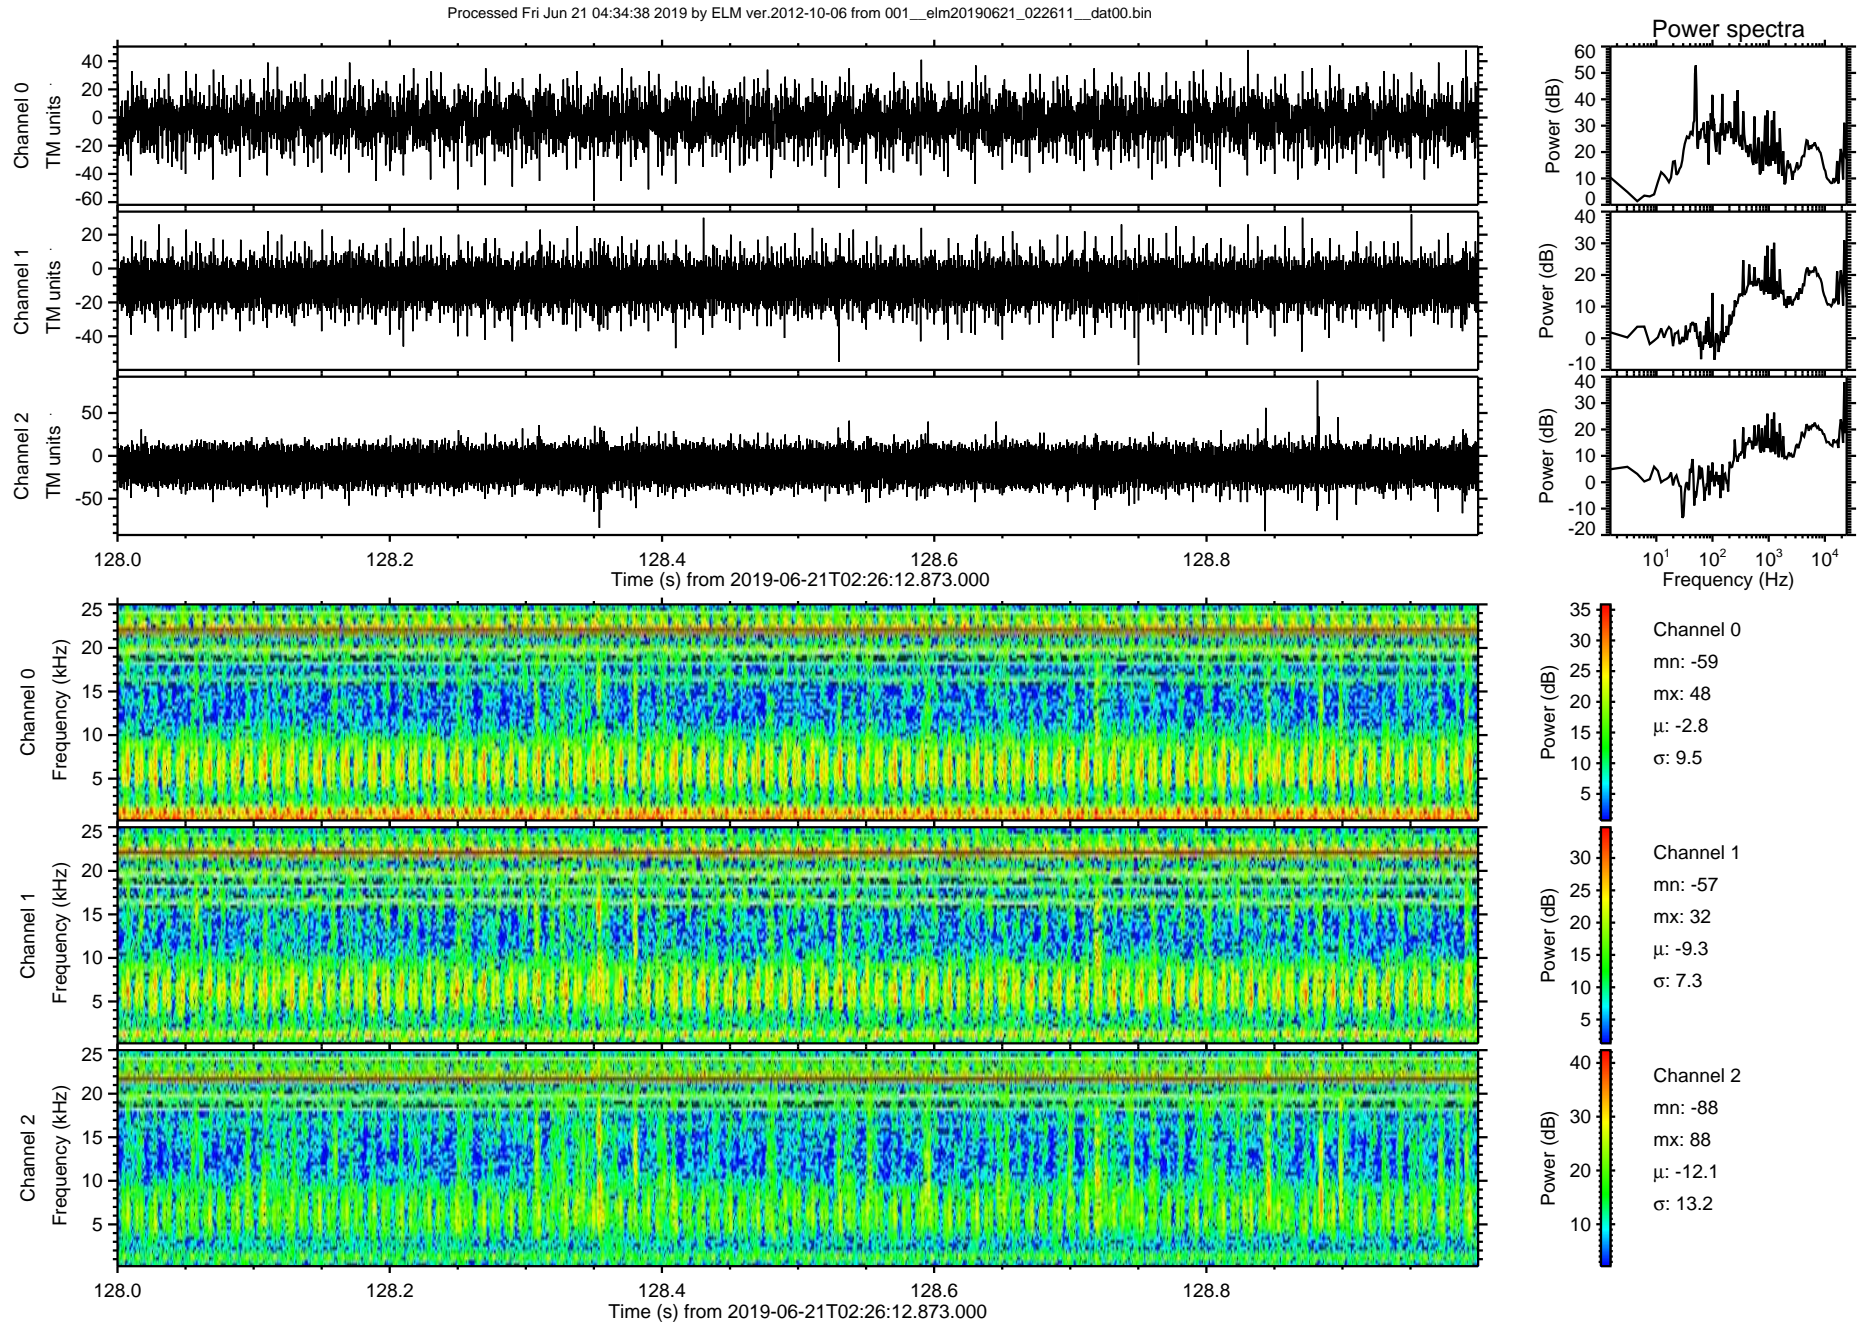 Processed Fri Jun 21 04:34:38 2019 by ELM ver.2012-10-06 from 001__elm20190621_022611__dat00.bin
Power spectra
Channel 0
TM units
40
20
0
-20
-40
-60
Power (dB)
60
50
40
30
20
10
0
Channel 1
TM units
20
0
-20
-40
Power (dB)
40
30
20
10
0
-10
Channel 2
TM units
50
0
-50
Power (dB)
40
30
20
10
0
-10
-20
128.0 128.2 128.4 128.6 128.8
Time (s) from 2019-06-21T02:26:12.873.000
10¹ 10² 10³ 10⁴
Frequency (Hz)
Channel 0
Frequency (kHz)
25
20
15
10
5
Power (dB)
35
30
25
20
15
10
5
Channel 0
mn: -59
mx: 48
μ: -2.8
σ: 9.5
Channel 1
Frequency (kHz)
25
20
15
10
5
Power (dB)
30
25
20
15
10
5
Channel 1
mn: -57
mx: 32
μ: -9.3
σ: 7.3
Channel 2
Frequency (kHz)
25
20
15
10
5
Power (dB)
40
30
20
10
Channel 2
mn: -88
mx: 88
μ: -12.1
σ: 13.2
128.0 128.2 128.4 128.6 128.8
Time (s) from 2019-06-21T02:26:12.873.000